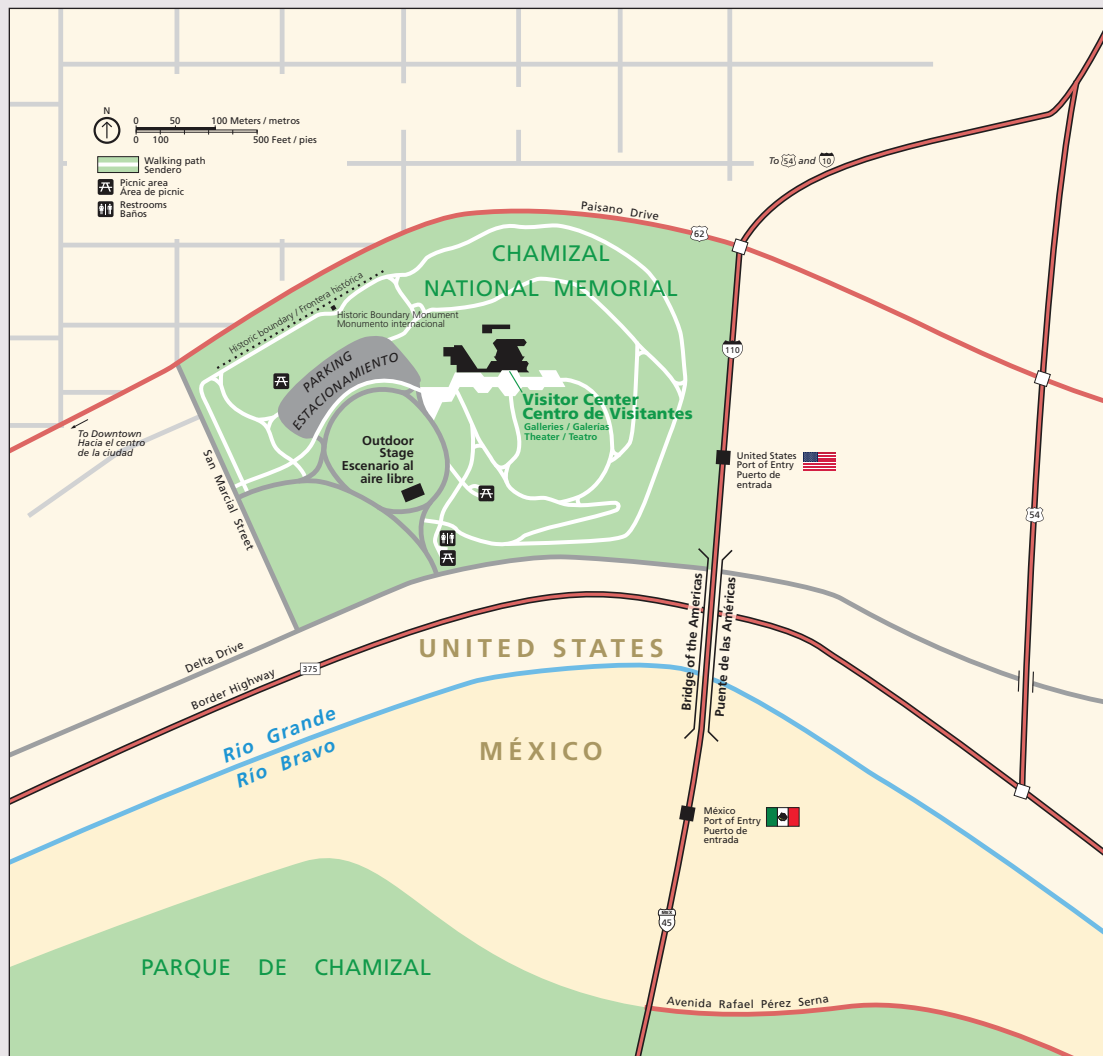 N
0 50 100 Meters / metros
0 100 500 Feet / pies
Walking path
Sendero
Picnic area
Área de picnic
Restrooms
Baños
To 54 and 10
Paisano Drive
62
CHAMIZAL
NATIONAL MEMORIAL
Historic boundary / Frontera histórica
Historic Boundary Monument
Monumento internacional
110
PARKING
ESTACIONAMIENTO
Visitor Center
Centro de Visitantes
Galleries / Galerias
Theater / Teatro
To Downtown
Hacia el centro
de la ciudad
Outdoor
Stage
Escenario al
aire libre
San Marcial Street
United States
Port of Entry
Puerto de
entrada
54
Bridge of the Americas
Puente de las Américas
UNITED STATES
Delta Drive
Border Highway
375
Rio Grande
Río Bravo
MÉXICO
México
Port of Entry
Puerto de
entrada
MEX
45
PARQUE DE CHAMIZAL
Avenida Rafael Pérez Serna